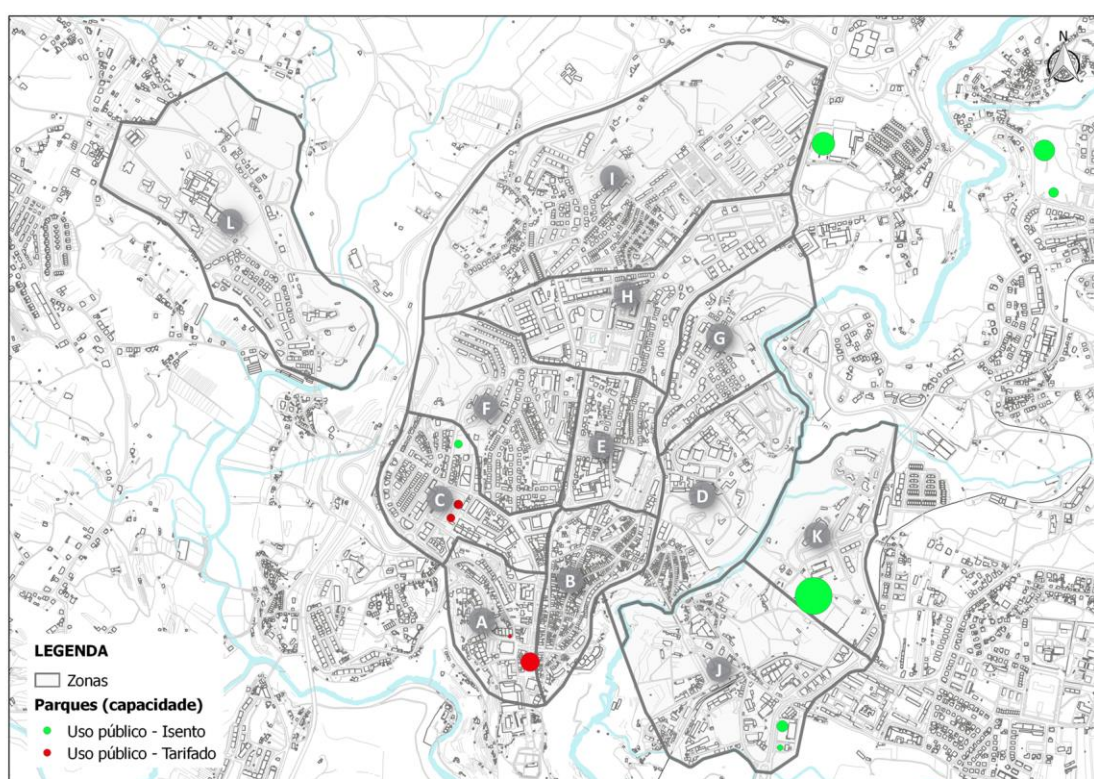 N
I
L
H
G
F
E
C
D
K
B
A
J
LEGENDA
Zonas
Parques (capacidade)
Uso público - Isento
Uso público - Tarifado